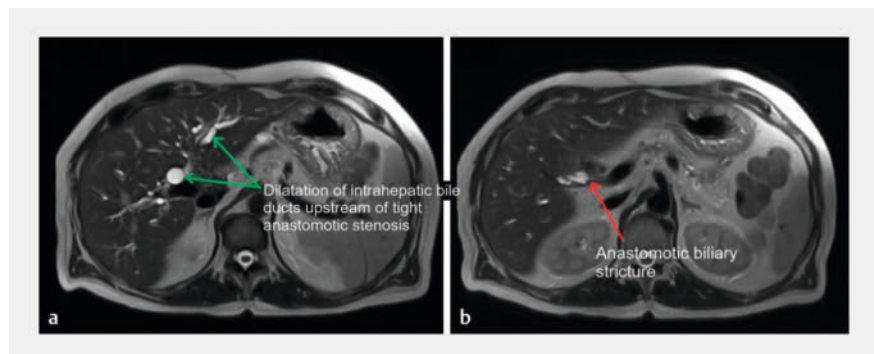 Dilatation of intrahepatic bile
ducts upstream of tight
anastomotic stenosis
a
Anastomotic biliary
stricture
b